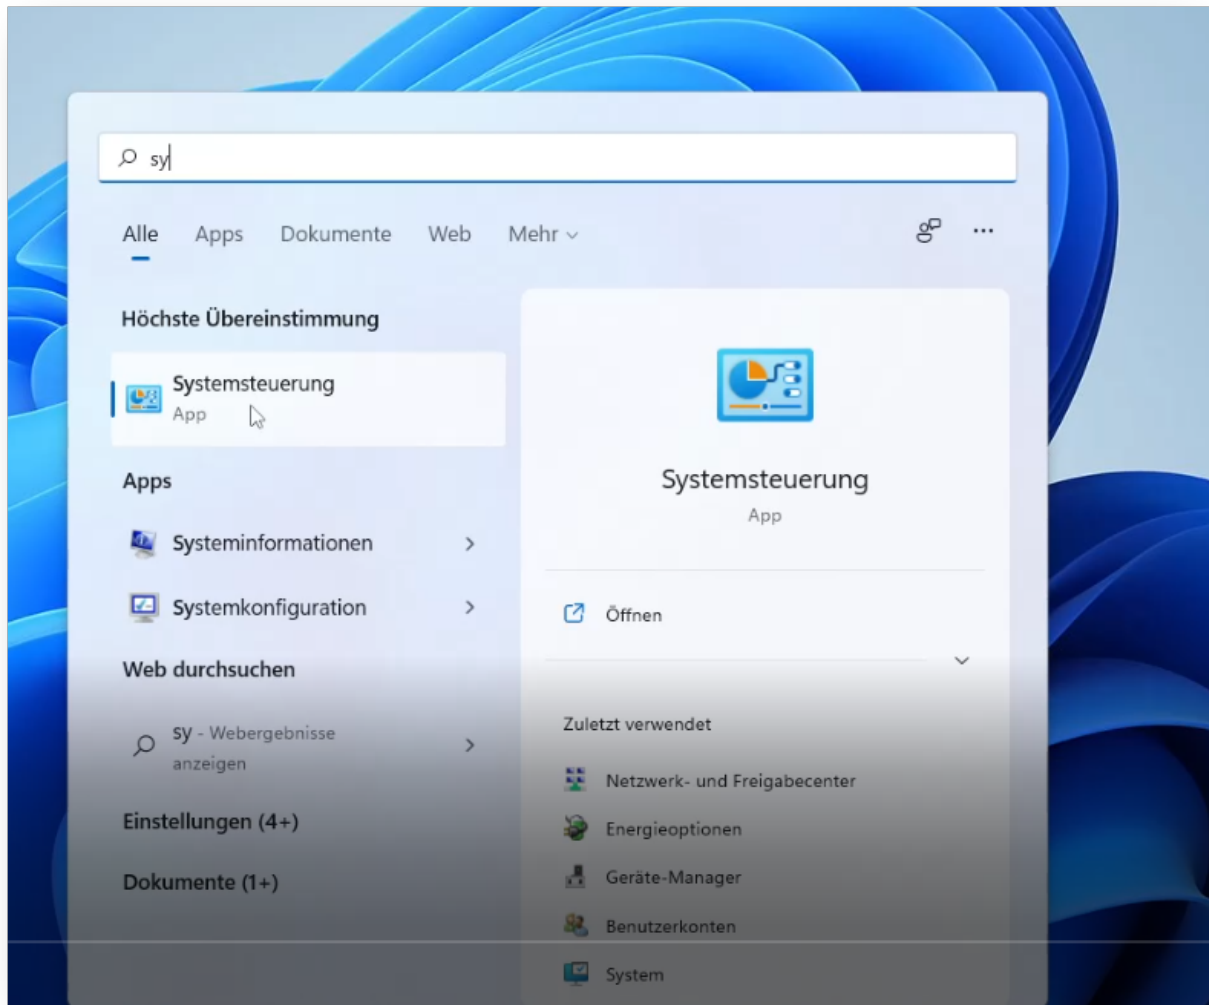 sy
Alle Apps Dokumente Web Mehr
Höchste Übereinstimmung
Systemsteuerung
App
Apps
Systeminformationen
Systemkonfiguration
Web durchsuchen
sy - Webergebnisse
anzeigen
Einstellungen (4+)
Dokumente (1+)
Systemsteuerung
App
Öffnen
Zuletzt verwendet
Netzwerk- und Freigabecenter
Energieoptionen
Geräte-Manager
Benutzerkonten
System